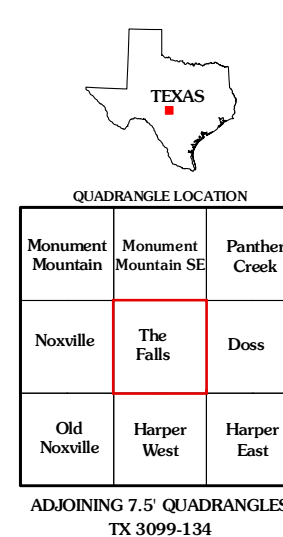 TEXAS
QUADRANGLE LOCATION
Monument Mountain
Monument Mountain SE
Panther Creek
Noxville
The Falls
Doss
Old Noxville
Harper West
Harper East
ADJOINING 7.5' QUADRANGLES
TX 3099-134